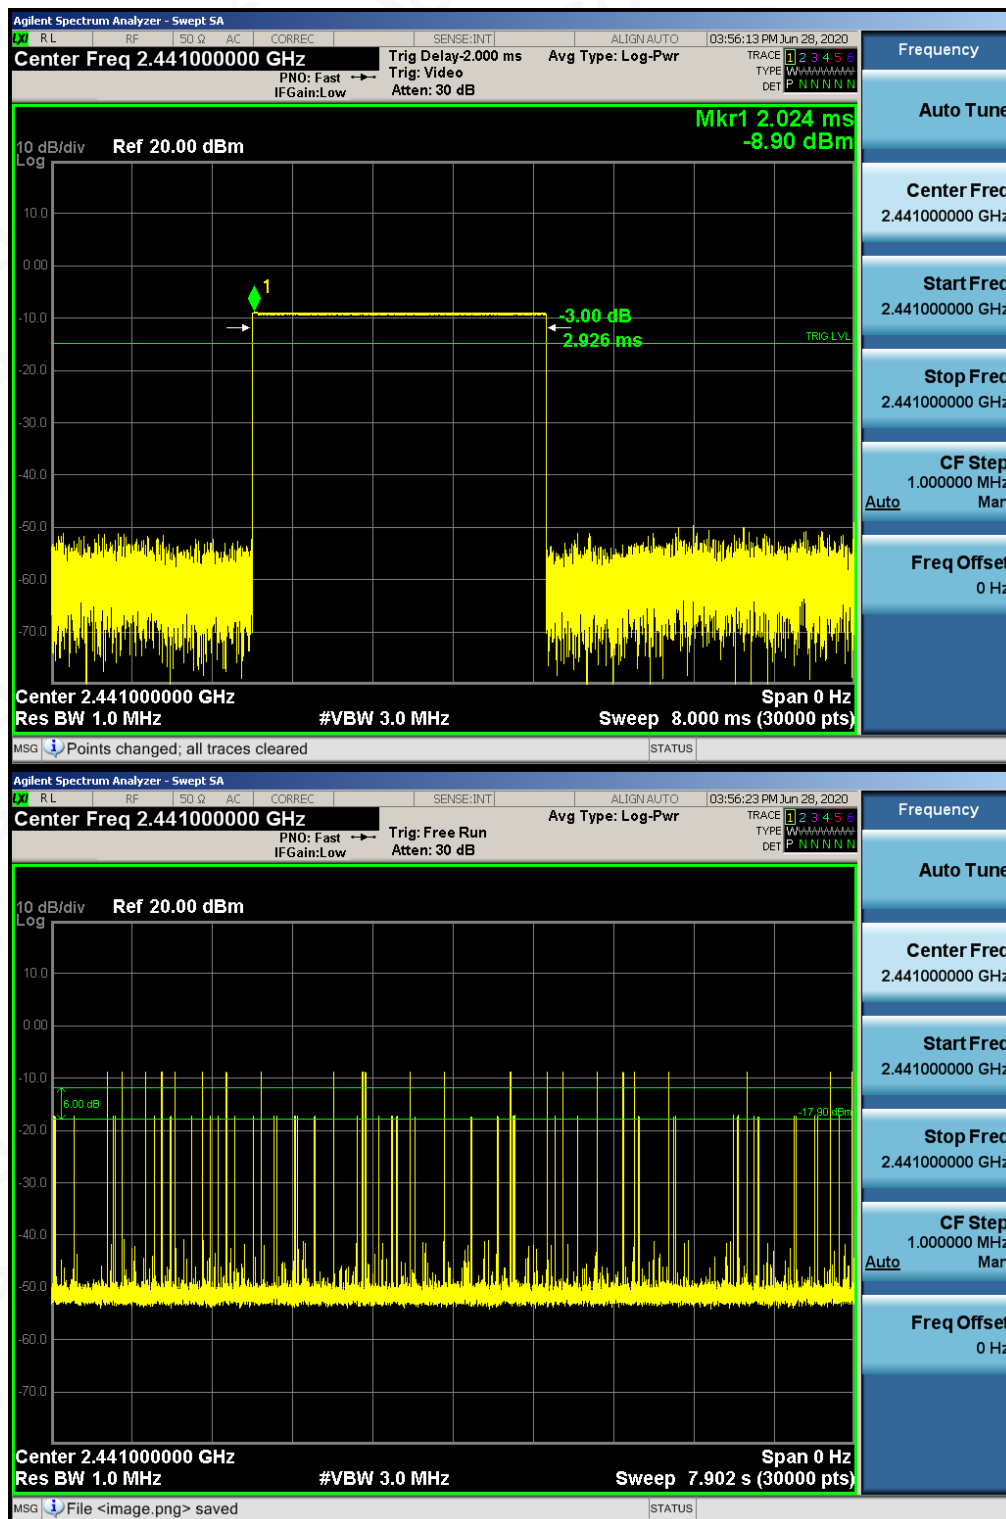 Agilent Spectrum Analyzer - Swept SA
LXI RL RF 50 Ω AC CORREC SENSE:INT ALIGN AUTO 03:56:13 PM Jun 28, 2020
Center Freq 2.441000000 GHz
Trig Delay-2.000 ms Avg Type: Log-Pwr TRACE 1 2 3 4 5 6
PNO: Fast Trig: Video TYPE W
IFGain:Low Atten: 30 dB DET P N N N N N
Mkr1 2.024 ms
-8.90 dBm
10 dB/div Ref 20.00 dBm
Log
10.0
0.00
-10.0
-20.0
-30.0
-40.0
-50.0
-60.0
-70.0
1
-3.00 dB
2.926 ms
TRIG LVL
Center 2.441000000 GHz Span 0 Hz
Res BW 1.0 MHz #VBW 3.0 MHz Sweep 8.000 ms (30000 pts)
MSG Points changed; all traces cleared STATUS
Frequency
Auto Tune
Center Freq
2.441000000 GHz
Start Freq
2.441000000 GHz
Stop Freq
2.441000000 GHz
CF Step
1.000000 MHz
Auto Man
Freq Offset
0 Hz
Agilent Spectrum Analyzer - Swept SA
LXI RL RF 50 Ω AC CORREC SENSE:INT ALIGN AUTO 03:56:23 PM Jun 28, 2020
Center Freq 2.441000000 GHz
Avg Type: Log-Pwr TRACE 1 2 3 4 5 6
PNO: Fast Trig: Free Run TYPE W
IFGain:Low Atten: 30 dB DET P N N N N N
10 dB/div Ref 20.00 dBm
Log
10.0
0.00
-10.0
-20.0
-30.0
-40.0
-50.0
-60.0
-70.0
6.00 dB
-17.90 dBm
Center 2.441000000 GHz Span 0 Hz
Res BW 1.0 MHz #VBW 3.0 MHz Sweep 7.902 s (30000 pts)
MSG File <image.png> saved STATUS
Frequency
Auto Tune
Center Freq
2.441000000 GHz
Start Freq
2.441000000 GHz
Stop Freq
2.441000000 GHz
CF Step
1.000000 MHz
Auto Man
Freq Offset
0 Hz